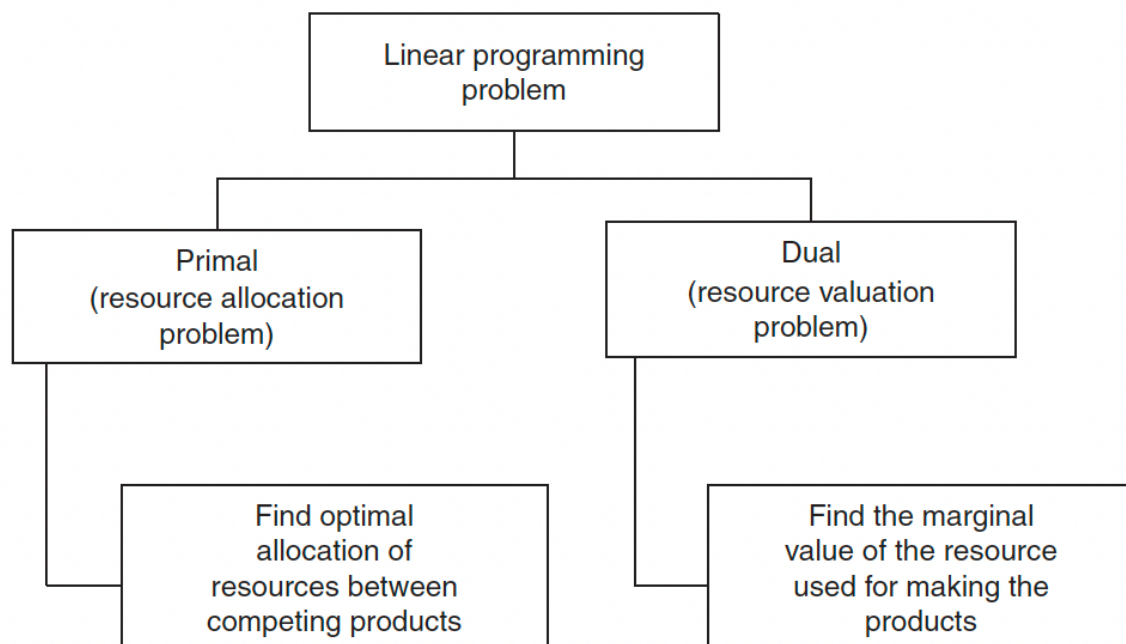 Linear programming
problem
Primal
(resource allocation
problem)
Dual
(resource valuation
problem)
Find optimal
allocation of
resources between
competing products
Find the marginal
value of the resource
used for making the
products